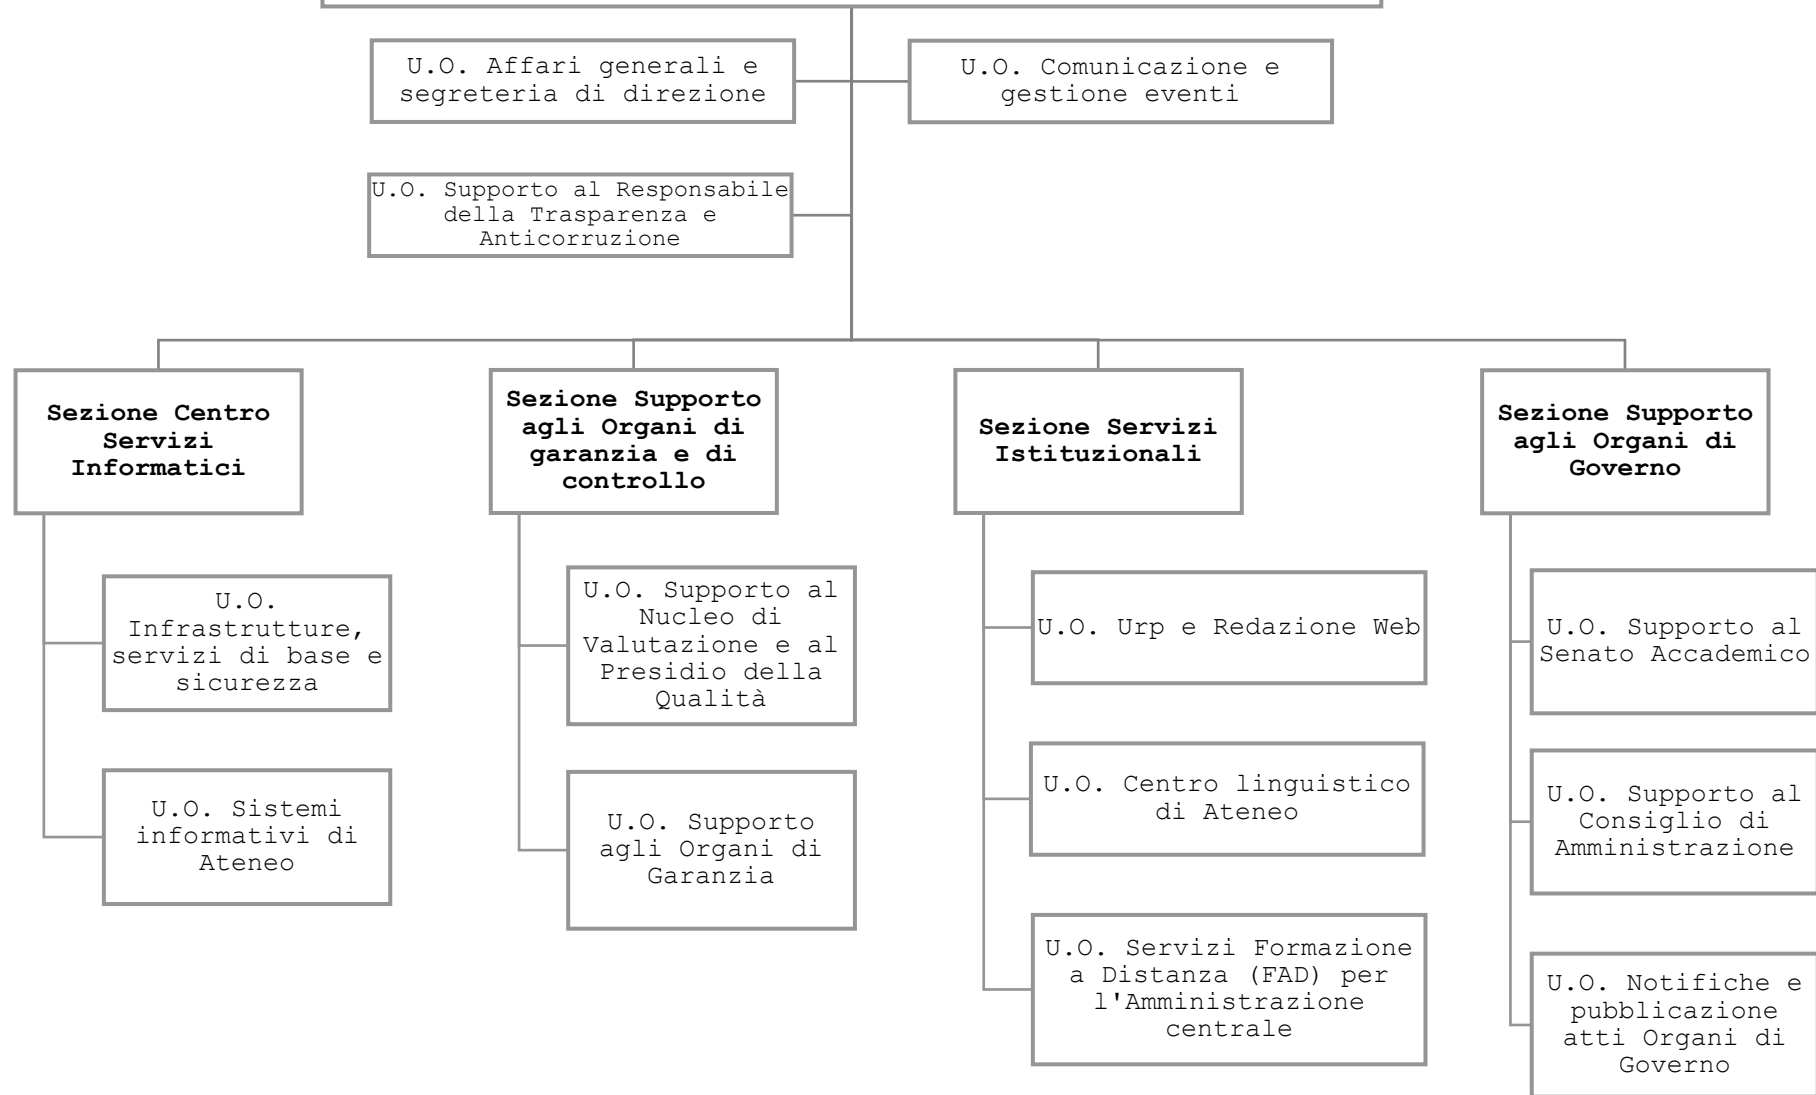 U.O. Affari generali e
segreteria di direzione
U.O. Comunicazione e
gestione eventi
U.O. Supporto al Responsabile
della Trasparenza e
Anticorruzione
Sezione Centro
Servizi
Informatici
Sezione Supporto
agli Organi di
garanzia e di
controllo
Sezione Servizi
Istituzionali
Sezione Supporto
agli Organi di
Governo
U.O.
Infrastrutture,
servizi di base e
sicurezza
U.O. Sistemi
informativi di
Ateneo
U.O. Supporto al
Nucleo di
Valutazione e al
Presidio della
Qualità
U.O. Supporto
agli Organi di
Garanzia
U.O. Urp e Redazione Web
U.O. Centro linguistico
di Ateneo
U.O. Servizi Formazione
a Distanza (FAD) per
l'Amministrazione
centrale
U.O. Supporto al
Senato Accademico
U.O. Supporto al
Consiglio di
Amministrazione
U.O. Notifiche e
pubblicazione
atti Organi di
Governo